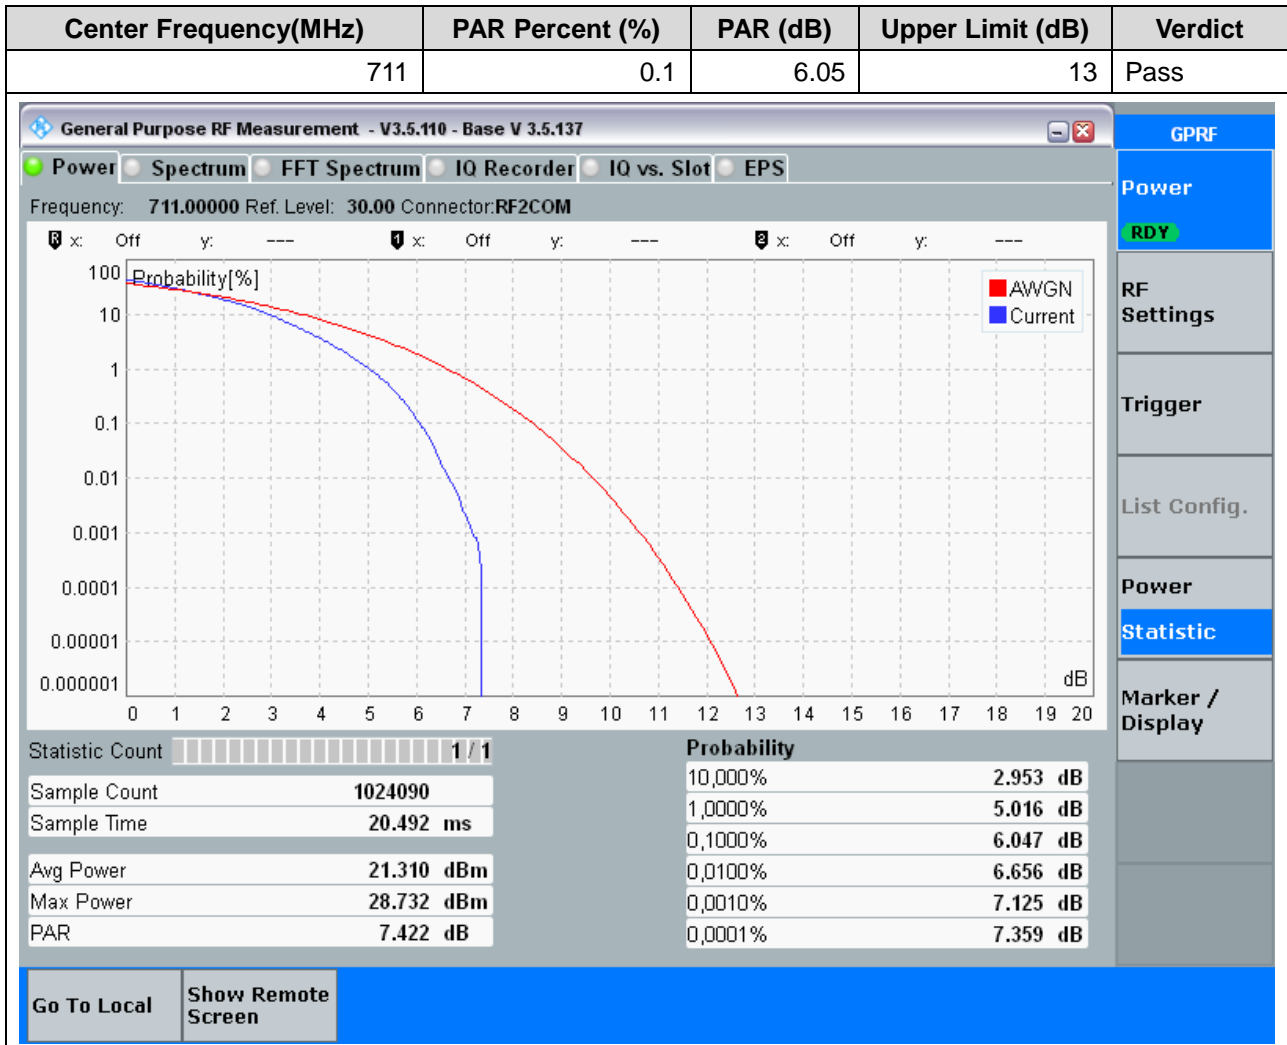 Center Frequency(MHz) PAR Percent (%) PAR (dB) Upper Limit (dB) Verdict
711 0.1 6.05 13 Pass
General Purpose RF Measurement - V3.5.110 - Base V 3.5.137
GPRF
Power Spectrum FFT Spectrum IQ Recorder IQ vs. Slot EPS
Power
RDY
Frequency: 711.00000 Ref. Level: 30.00 Connector:RF2COM
R x: Off y: --- 1 x: Off y: --- 2 x: Off y: ---
Probability[%]
100
10
1
0.1
0.01
0.001
0.0001
0.00001
0.000001
AWGN
Current
dB
0 1 2 3 4 5 6 7 8 9 10 11 12 13 14 15 16 17 18 19 20
RF
Settings
Trigger
List Config.
Power
Statistic
Marker /
Display
Statistic Count 1 / 1
Sample Count 1024090
Sample Time 20.492 ms
Avg Power 21.310 dBm
Max Power 28.732 dBm
PAR 7.422 dB
Probability
10,000% 2.953 dB
1,0000% 5.016 dB
0,1000% 6.047 dB
0,0100% 6.656 dB
0,0010% 7.125 dB
0,0001% 7.359 dB
Go To Local
Show Remote
Screen